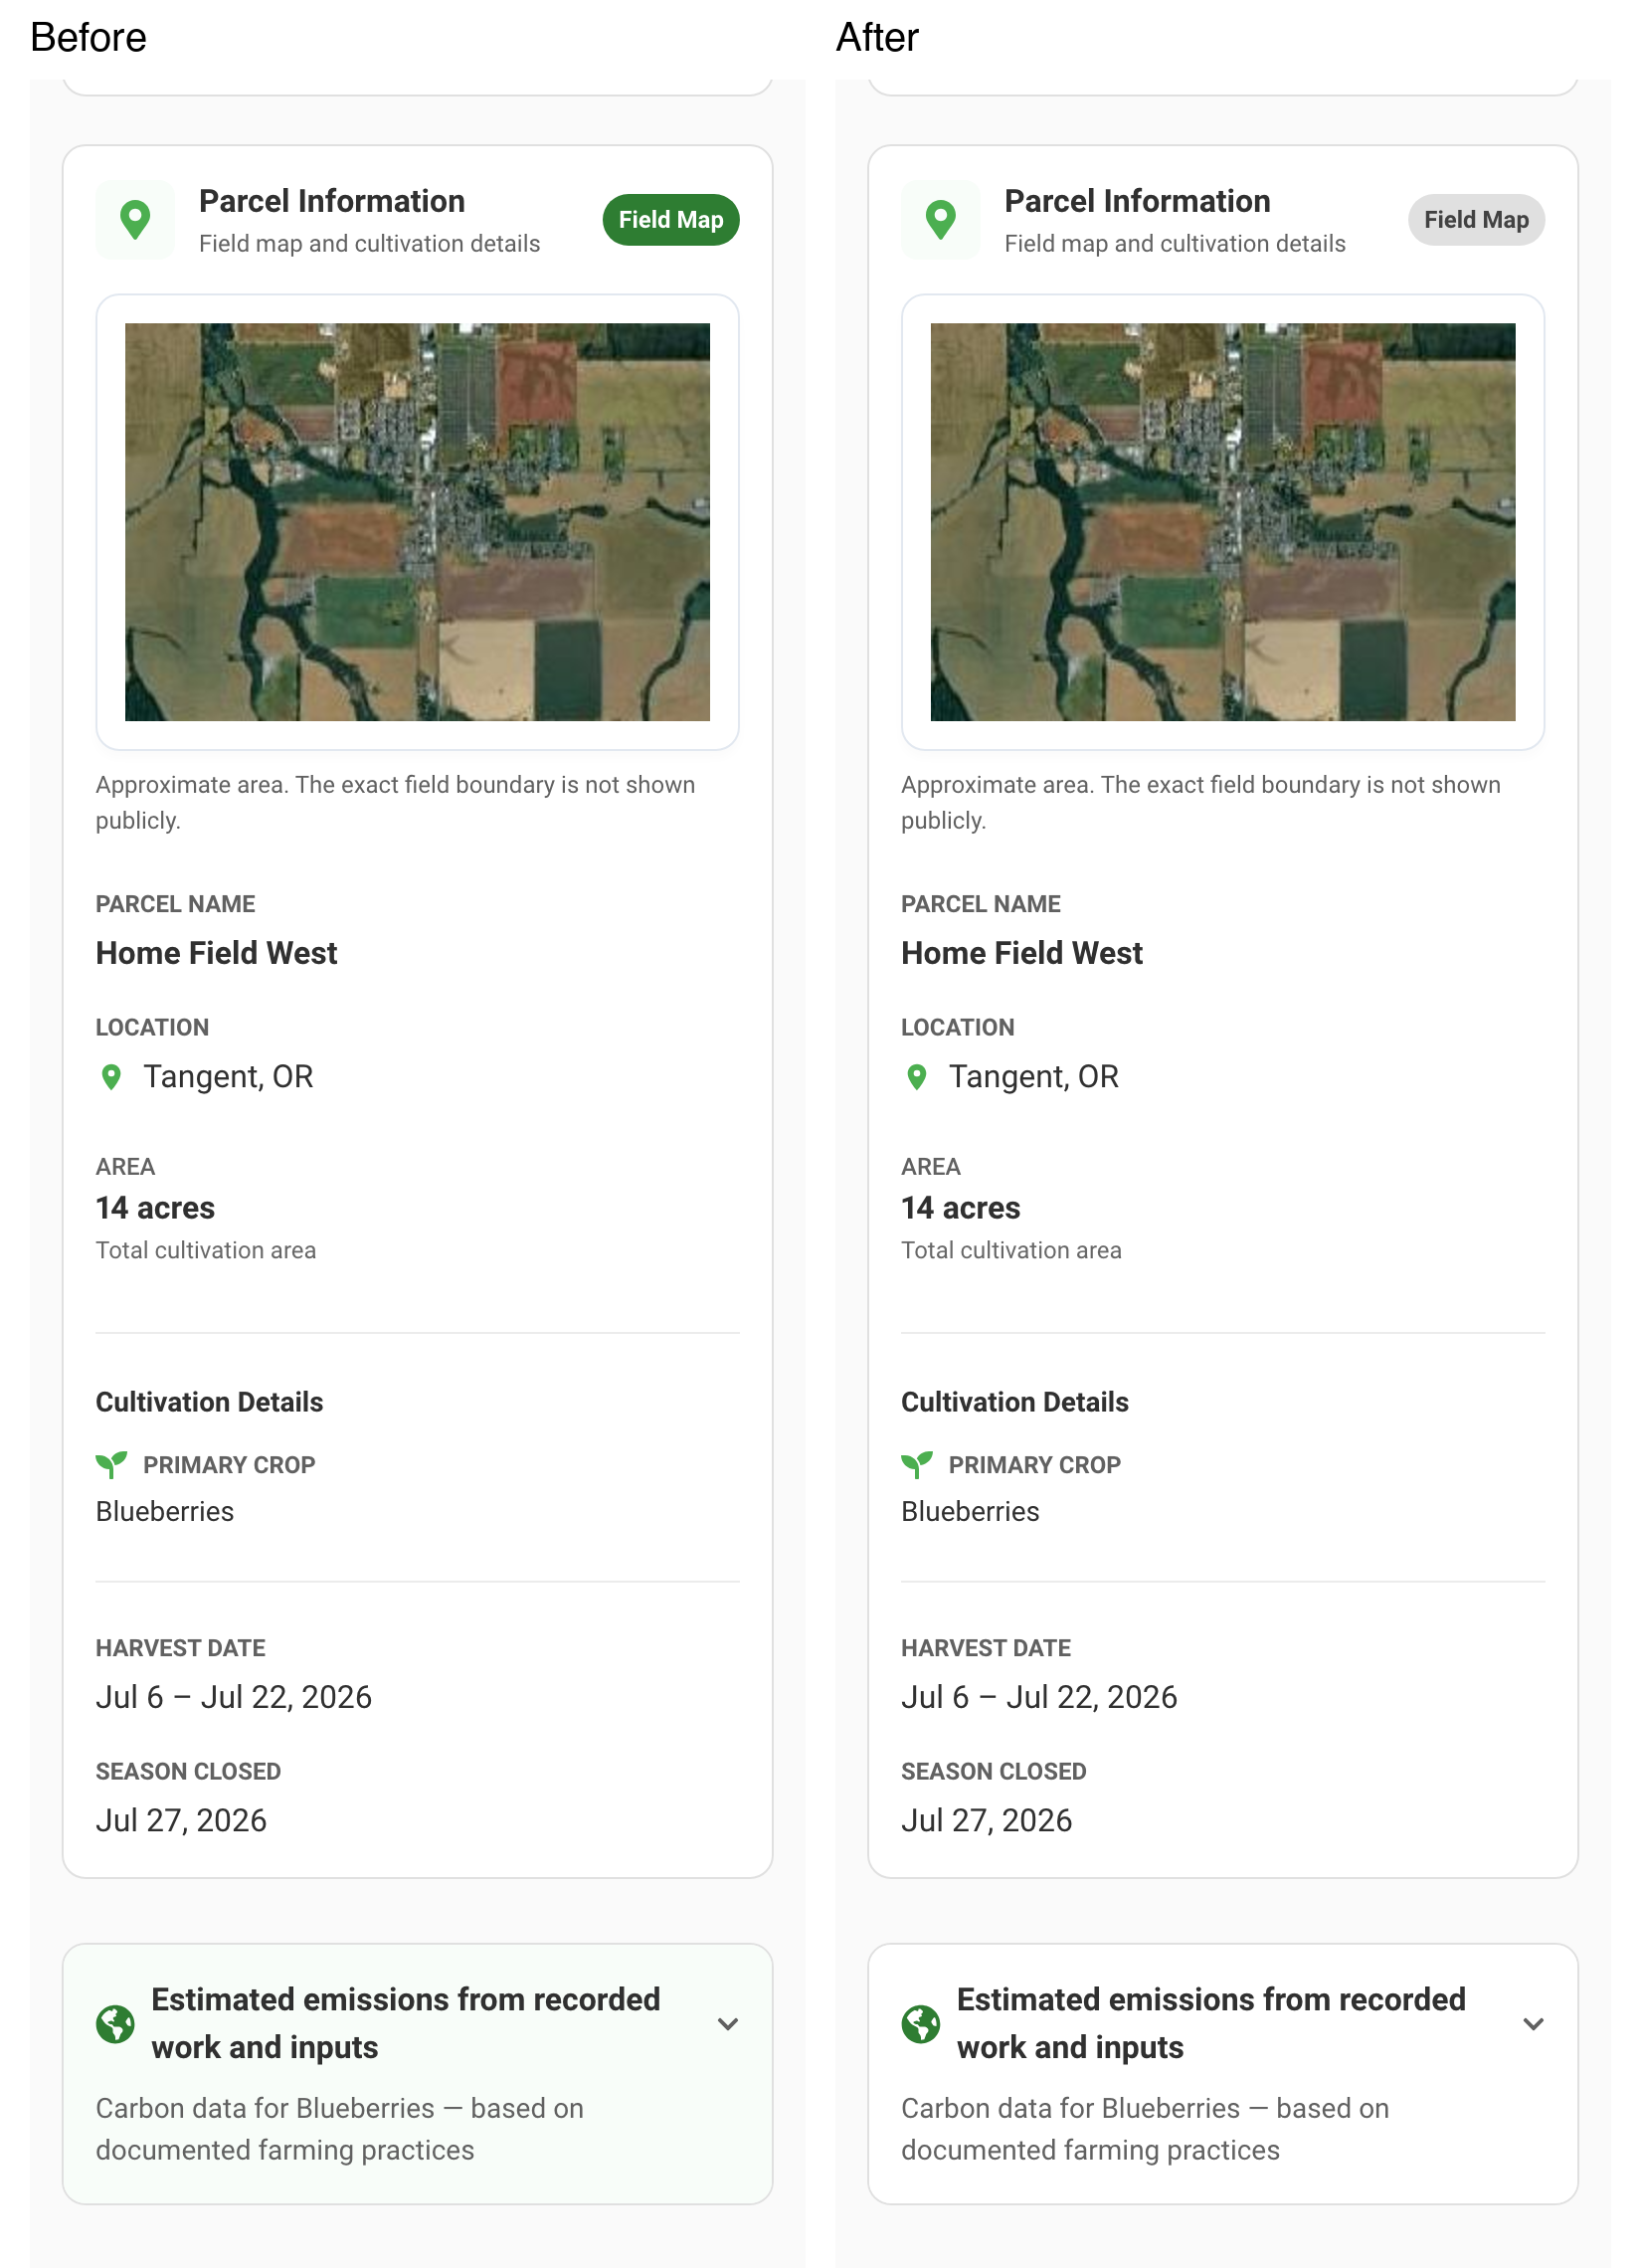 Before
Parcel Information
Field Map
Field map and cultivation details
Approximate area. The exact field boundary is not shown
publicly.
PARCEL NAME
Home Field West
LOCATION
Tangent, OR
AREA
14 acres
Total cultivation area
Cultivation Details
PRIMARY CROP
Blueberries
HARVEST DATE
Jul 6 – Jul 22, 2026
SEASON CLOSED
Jul 27, 2026
Estimated emissions from recorded
work and inputs
Carbon data for Blueberries — based on
documented farming practices
After
Parcel Information
Field Map
Field map and cultivation details
Approximate area. The exact field boundary is not shown
publicly.
PARCEL NAME
Home Field West
LOCATION
Tangent, OR
AREA
14 acres
Total cultivation area
Cultivation Details
PRIMARY CROP
Blueberries
HARVEST DATE
Jul 6 – Jul 22, 2026
SEASON CLOSED
Jul 27, 2026
Estimated emissions from recorded
work and inputs
Carbon data for Blueberries — based on
documented farming practices